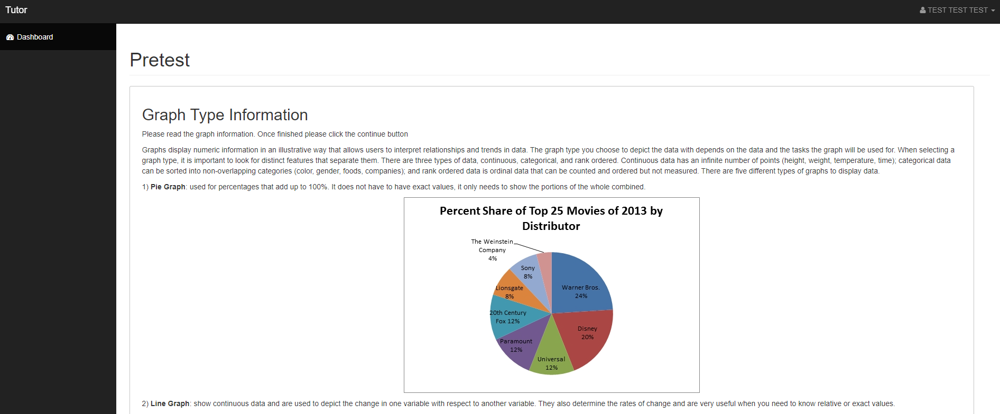 Tutor
TEST TEST TEST
Dashboard
Pretest
Graph Type Information
Please read the graph information. Once finished please click the continue button
Graphs display numeric information in an illustrative way that allows users to interpret relationships and trends in data. The graph type you choose to depict the data with depends on the data and the tasks the graph will be used for. When selecting a
graph type, it is important to look for distinct features that separate them. There are three types of data, continuous, categorical, and rank ordered. Continuous data has an infinite number of points (height, weight, temperature, time); categorical data
can be sorted into non-overlapping categories (color, gender, foods, companies); and rank ordered data is ordinal data that can be counted and ordered but not measured. There are five different types of graphs to display data.
1) Pie Graph: used for percentages that add up to 100%. It does not have to have exact values, it only needs to show the portions of the whole combined.
Percent Share of Top 25 Movies of 2013 by
Distributor
The Weinstein
Company
4%
Sony
8%
Lionsgate
8%
20th Century
Fox 12%
Paramount
12%
Universal
12%
Disney
20%
Warner Bros.
24%
2) Line Graph: show continuous data and are used to depict the change in one variable with respect to another variable. They also determine the rates of change and are very useful when you need to know relative or exact values.